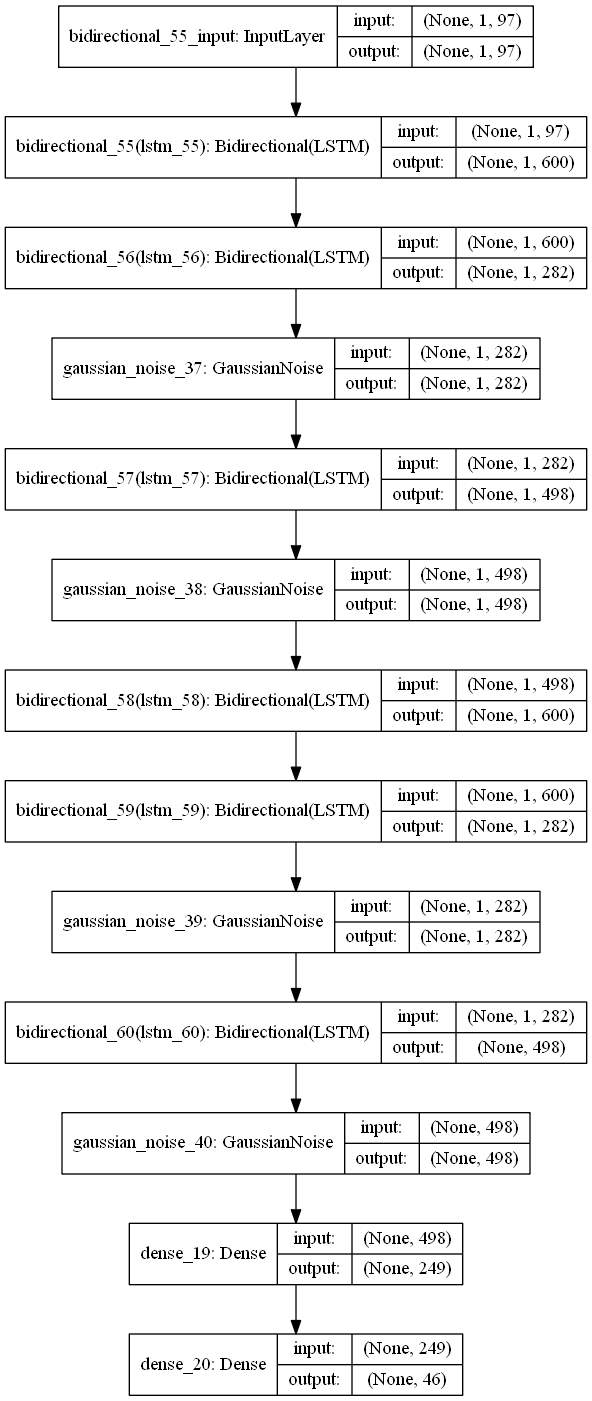 bidirectional_55_input: InputLayer
input: (None, 1, 97)
output: (None, 1, 97)
bidirectional_55(lstm_55): Bidirectional(LSTM)
input: (None, 1, 97)
output: (None, 1, 600)
bidirectional_56(lstm_56): Bidirectional(LSTM)
input: (None, 1, 600)
output: (None, 1, 282)
gaussian_noise_37: GaussianNoise
input: (None, 1, 282)
output: (None, 1, 282)
bidirectional_57(lstm_57): Bidirectional(LSTM)
input: (None, 1, 282)
output: (None, 1, 498)
gaussian_noise_38: GaussianNoise
input: (None, 1, 498)
output: (None, 1, 498)
bidirectional_58(lstm_58): Bidirectional(LSTM)
input: (None, 1, 498)
output: (None, 1, 600)
bidirectional_59(lstm_59): Bidirectional(LSTM)
input: (None, 1, 600)
output: (None, 1, 282)
gaussian_noise_39: GaussianNoise
input: (None, 1, 282)
output: (None, 1, 282)
bidirectional_60(lstm_60): Bidirectional(LSTM)
input: (None, 1, 282)
output: (None, 498)
gaussian_noise_40: GaussianNoise
input: (None, 498)
output: (None, 498)
dense_19: Dense
input: (None, 498)
output: (None, 249)
dense_20: Dense
input: (None, 249)
output: (None, 46)